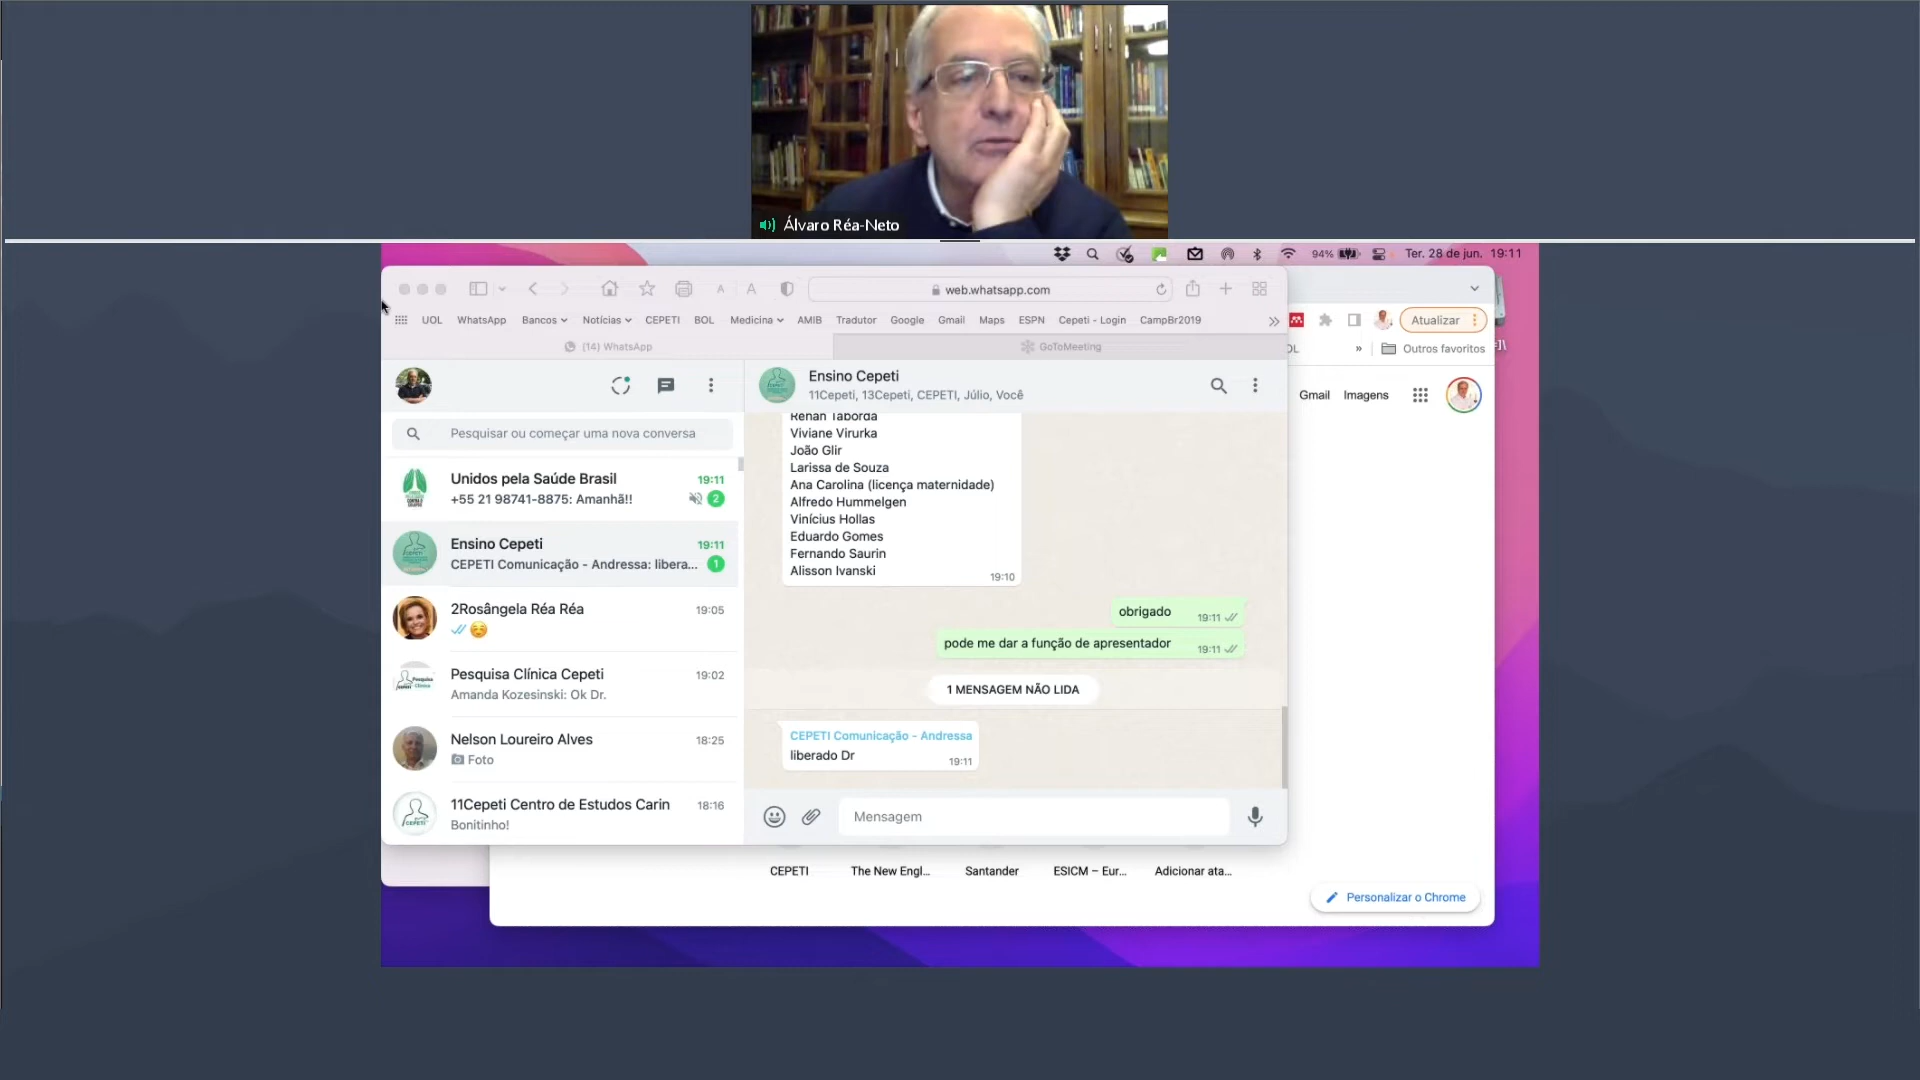 Álvaro Réa-Neto
94%
Ter. 28 de jun. 19:11
web.whatsapp.com
UOL WhatsApp Bancos Notícias CEPETI BOL Medicina AMIB Tradutor Google Gmail Maps ESPN Cepeti - Login CampBr2019
Atualizar
(14) WhatsApp
GoToMeeting
Outros favoritos
Gmail Imagens
Ensino Cepeti
11Cepeti, 13Cepeti, CEPETI, Júlio, Você
Pesquisar ou começar uma nova conversa
Unidos pela Saúde Brasil 19:11
+55 21 98741-8875: Amanhã!! 2
Ensino Cepeti 19:11
CEPETI Comunicação - Andressa: libera... 1
2Rosângela Réa Réa 19:05
Pesquisa Clínica Cepeti 19:02
Amanda Kozesinski: Ok Dr.
Nelson Loureiro Alves 18:25
Foto
11Cepeti Centro de Estudos Carin 18:16
Bonitinho!
Renan Taborda
Viviane Virurka
João Glir
Larissa de Souza
Ana Carolina (licença maternidade)
Alfredo Hummelgen
Vinícius Hollas
Eduardo Gomes
Fernando Saurin
Alisson Ivanski
19:10
obrigado 19:11
pode me dar a função de apresentador 19:11
1 MENSAGEM NÃO LIDA
CEPETI Comunicação - Andressa
liberado Dr
19:11
Mensagem
CEPETI The New Engl... Santander ESICM – Eur... Adicionar ata...
Personalizar o Chrome